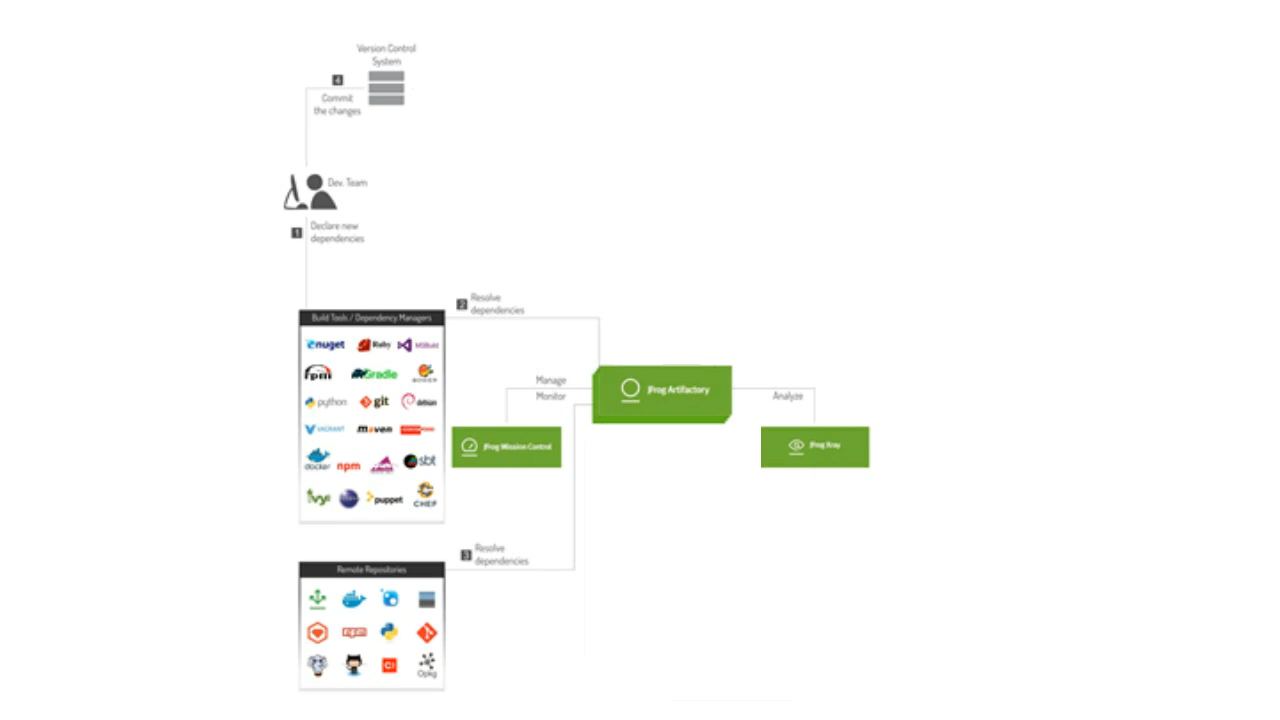 Version Control
System
4
Commit
the changes
Dev. Team
1
Declare new
dependencies
2
Resolve
dependencies
Build Tools / Dependency Managers
nuget
Ruby
MSBuild
rpm
Gradle
python
git
debian
VAGRANT
maven
docker
npm
sbt
ivy
puppet
CHEF
Manage
Monitor
JFrog Artifactory
Analyze
JFrog Mission Control
JFrog Xray
3
Resolve
dependencies
Remote Repositories
npm
C!
Opkg